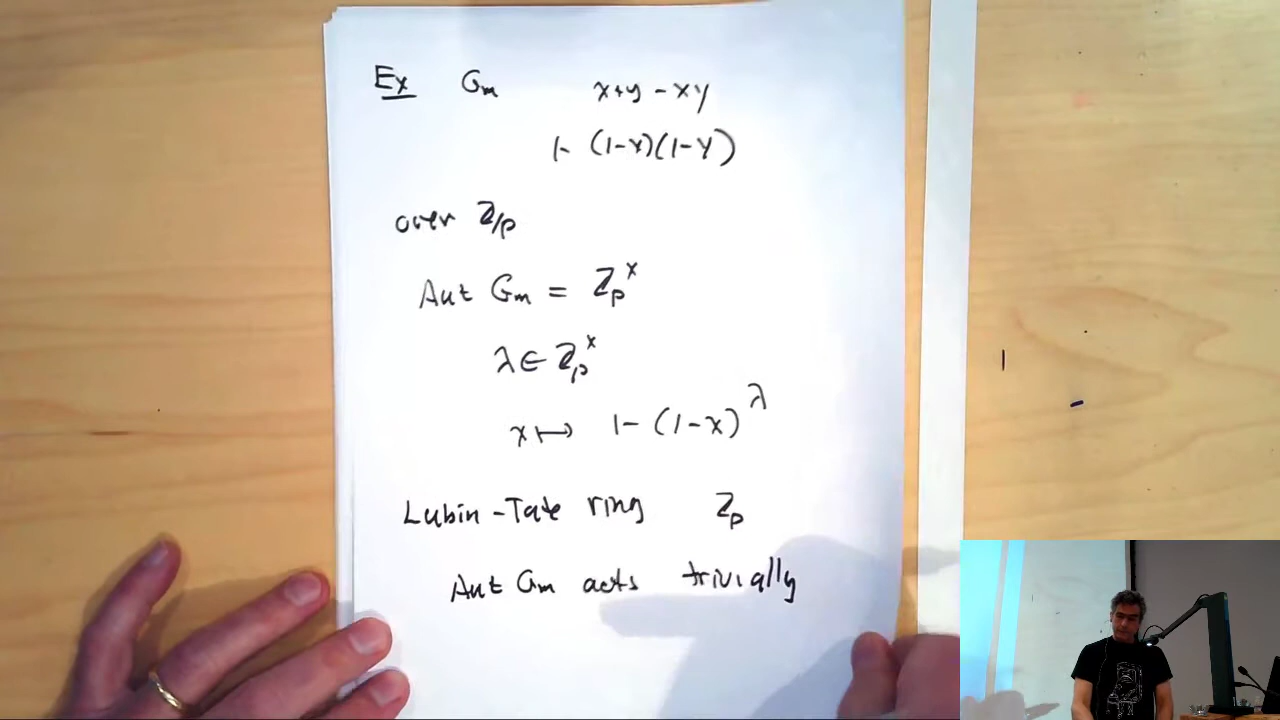 Ex Gm x+y - xy
1- (1-x)(1-y)
over Z/p
Aut Gm = Zp^x
λ ∈ Zp^x
x ↦ 1- (1-x)^λ
Lubin-Tate ring Zp
Aut Gm acts trivially